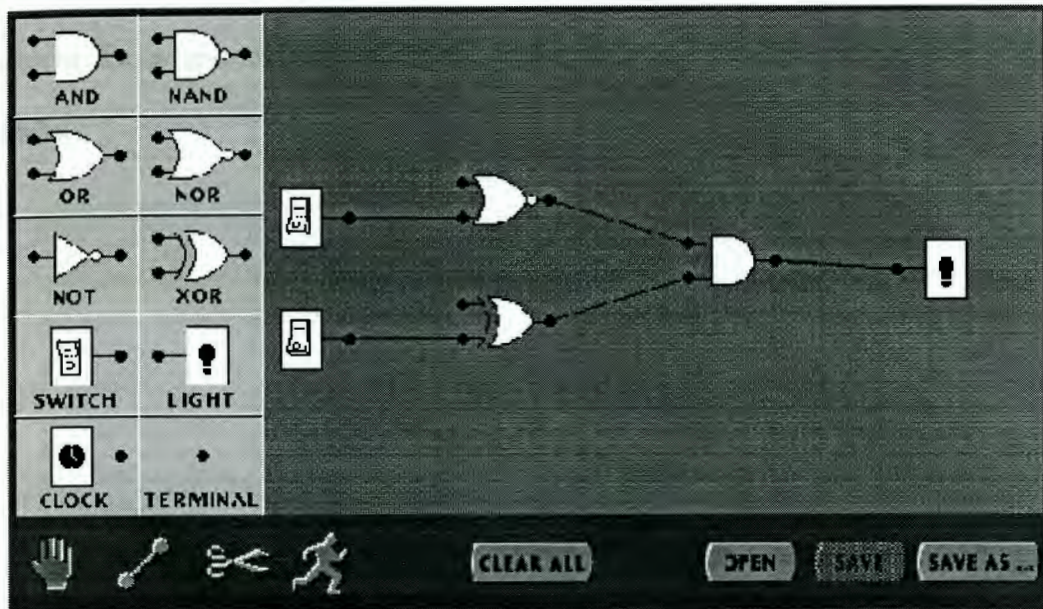 AND NAND
OR NOR
NOT XOR
SWITCH LIGHT
CLOCK TERMINAL
CLEAR ALL OPEN SAVE SAVE AS ...